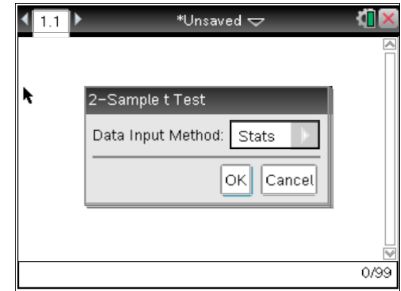 1.1
*Unsaved
2-Sample t Test
Data Input Method: Stats
OK Cancel
0/99